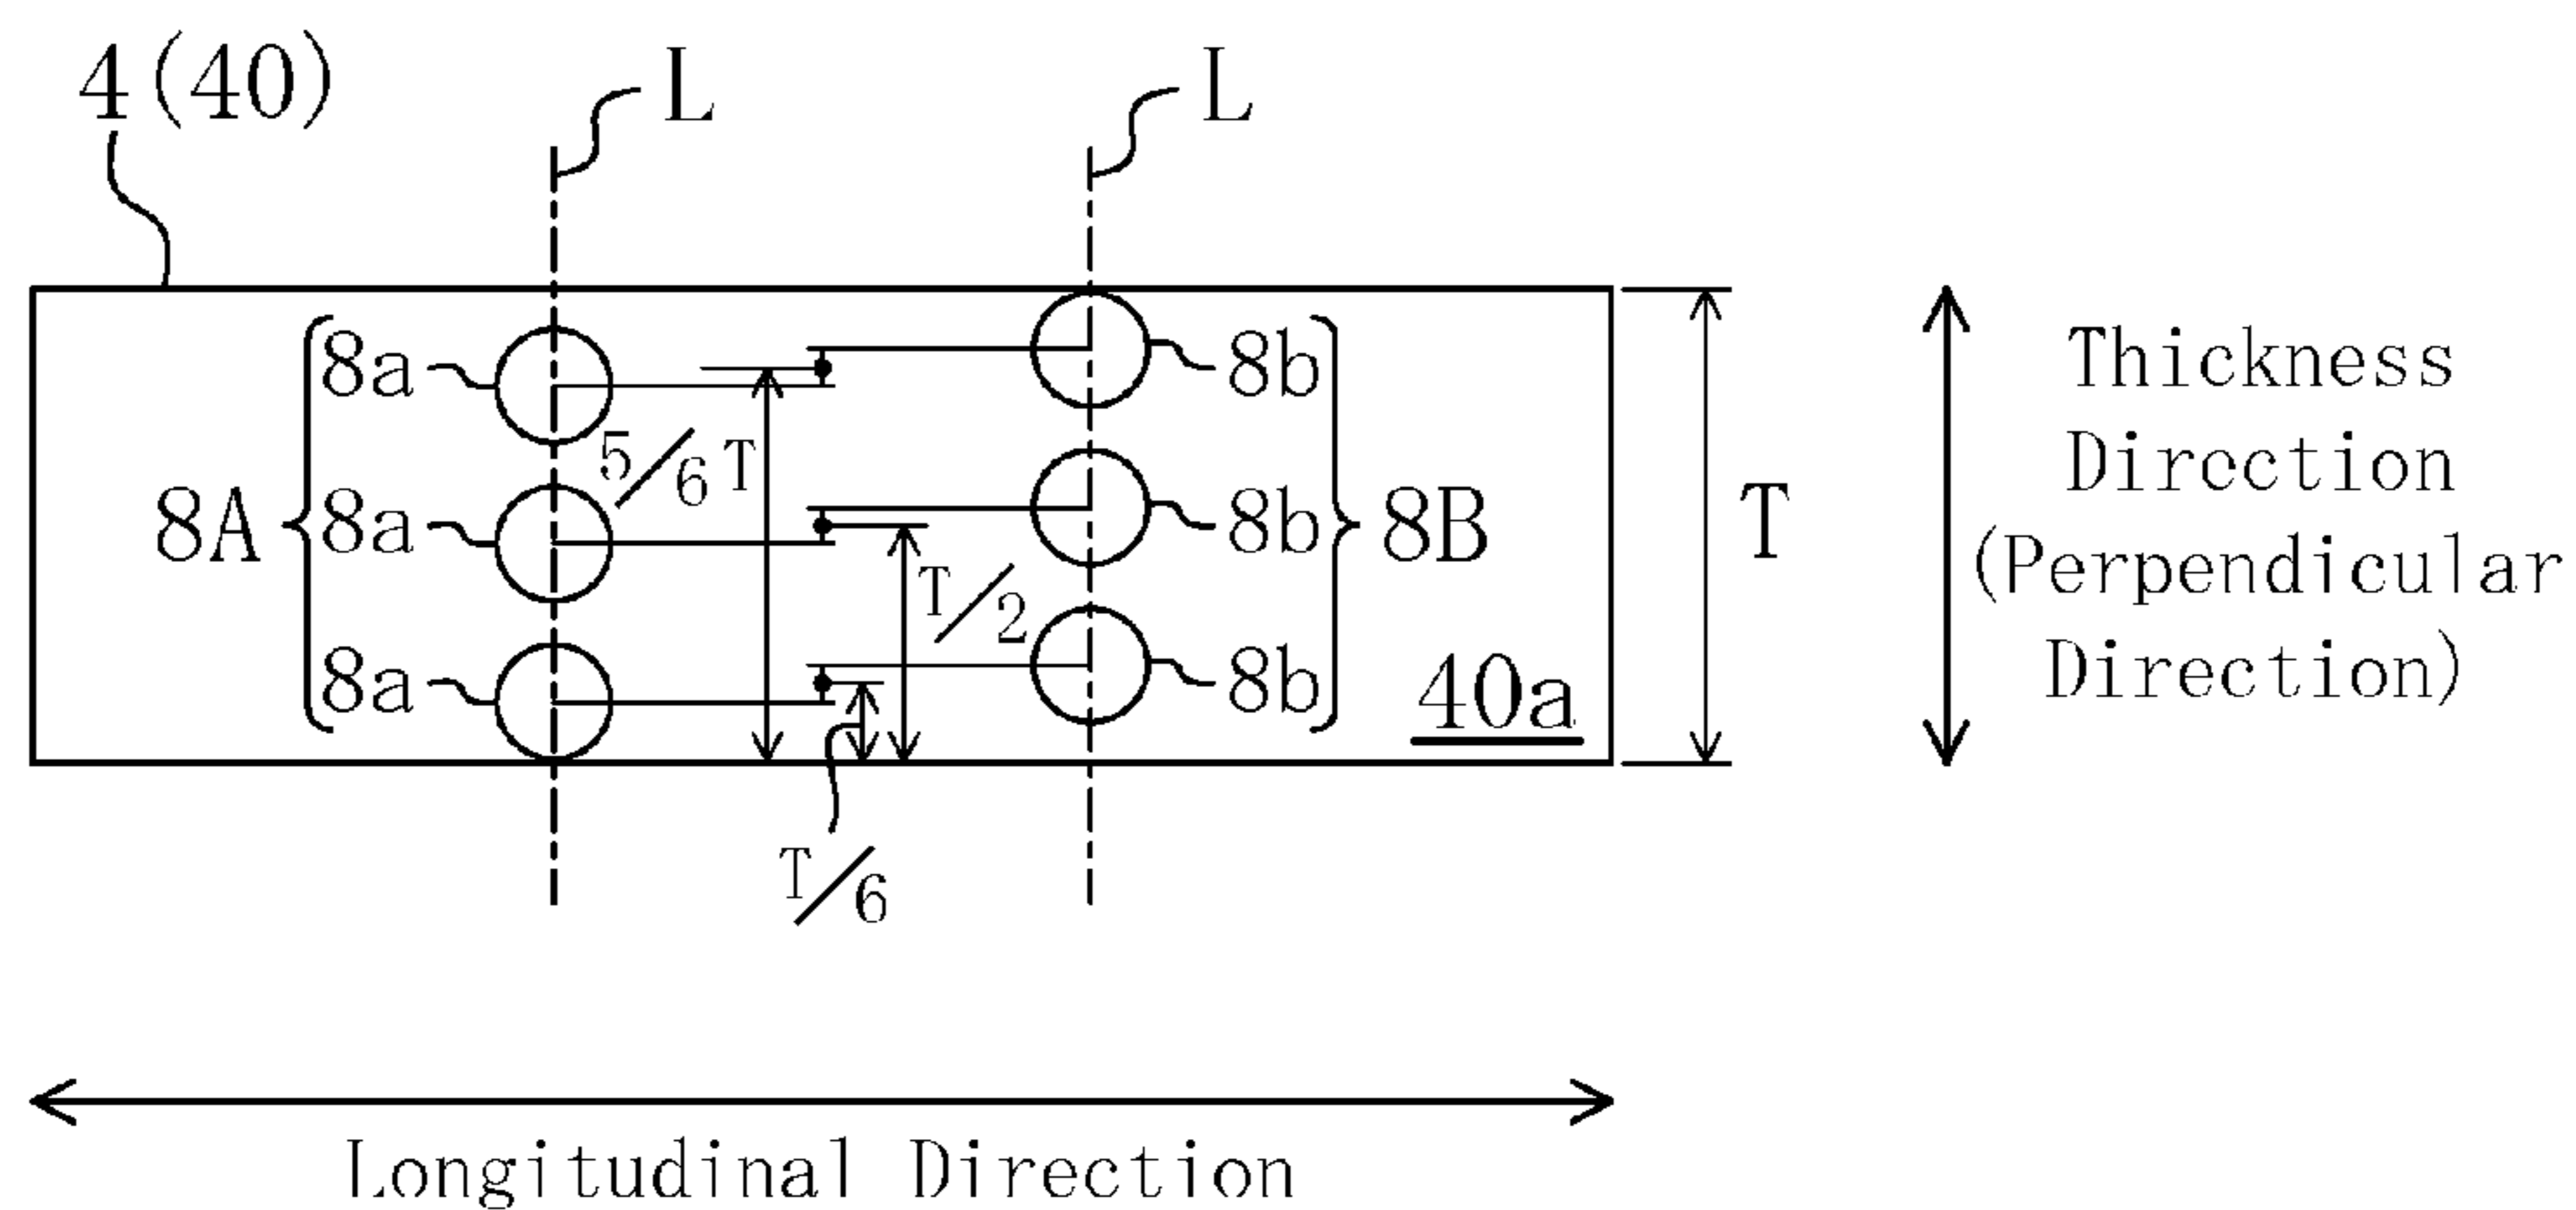 4(40)
L
L
8a
8b
5/6 T
Thickness
Direction
(Perpendicular
Direction)
8A
8a
8b
8B
T
T/2
8a
8b
40a
T/6
Longitudinal Direction